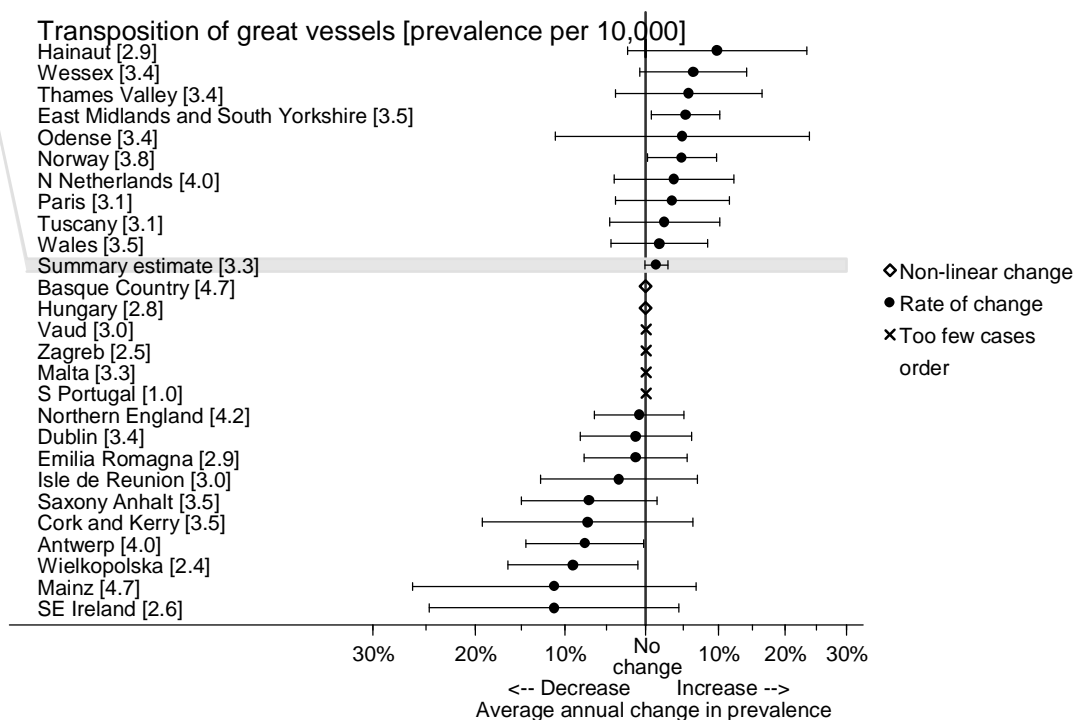 Transposition of great vessels [prevalence per 10,000]
Hainaut [2.9]
Wessex [3.4]
Thames Valley [3.4]
East Midlands and South Yorkshire [3.5]
Odense [3.4]
Norway [3.8]
N Netherlands [4.0]
Paris [3.1]
Tuscany [3.1]
Wales [3.5]
Summary estimate [3.3]
Basque Country [4.7]
Hungary [2.8]
Vaud [3.0]
Zagreb [2.5]
Malta [3.3]
S Portugal [1.0]
Northern England [4.2]
Dublin [3.4]
Emilia Romagna [2.9]
Isle de Reunion [3.0]
Saxony Anhalt [3.5]
Cork and Kerry [3.5]
Antwerp [4.0]
Wielkopolska [2.4]
Mainz [4.7]
SE Ireland [2.6]
Non-linear change
Rate of change
Too few cases
order
30% 20% 10% No 10% 20% 30%
change
<-- Decrease Increase -->
Average annual change in prevalence